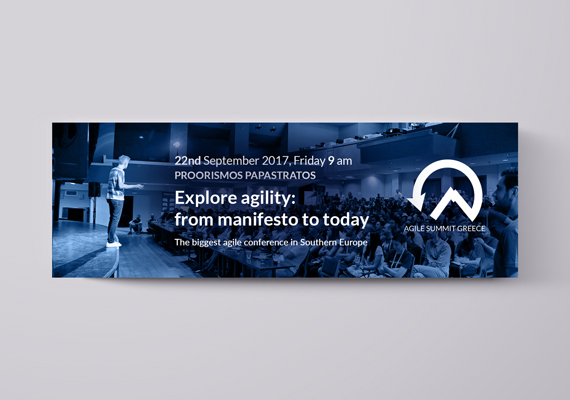 22nd September 2017, Friday 9 am
PROORISMOS PAPASTRATOS
Explore agility:
from manifesto to today
The biggest agile conference in Southern Europe
AGILE SUMMIT GREECE